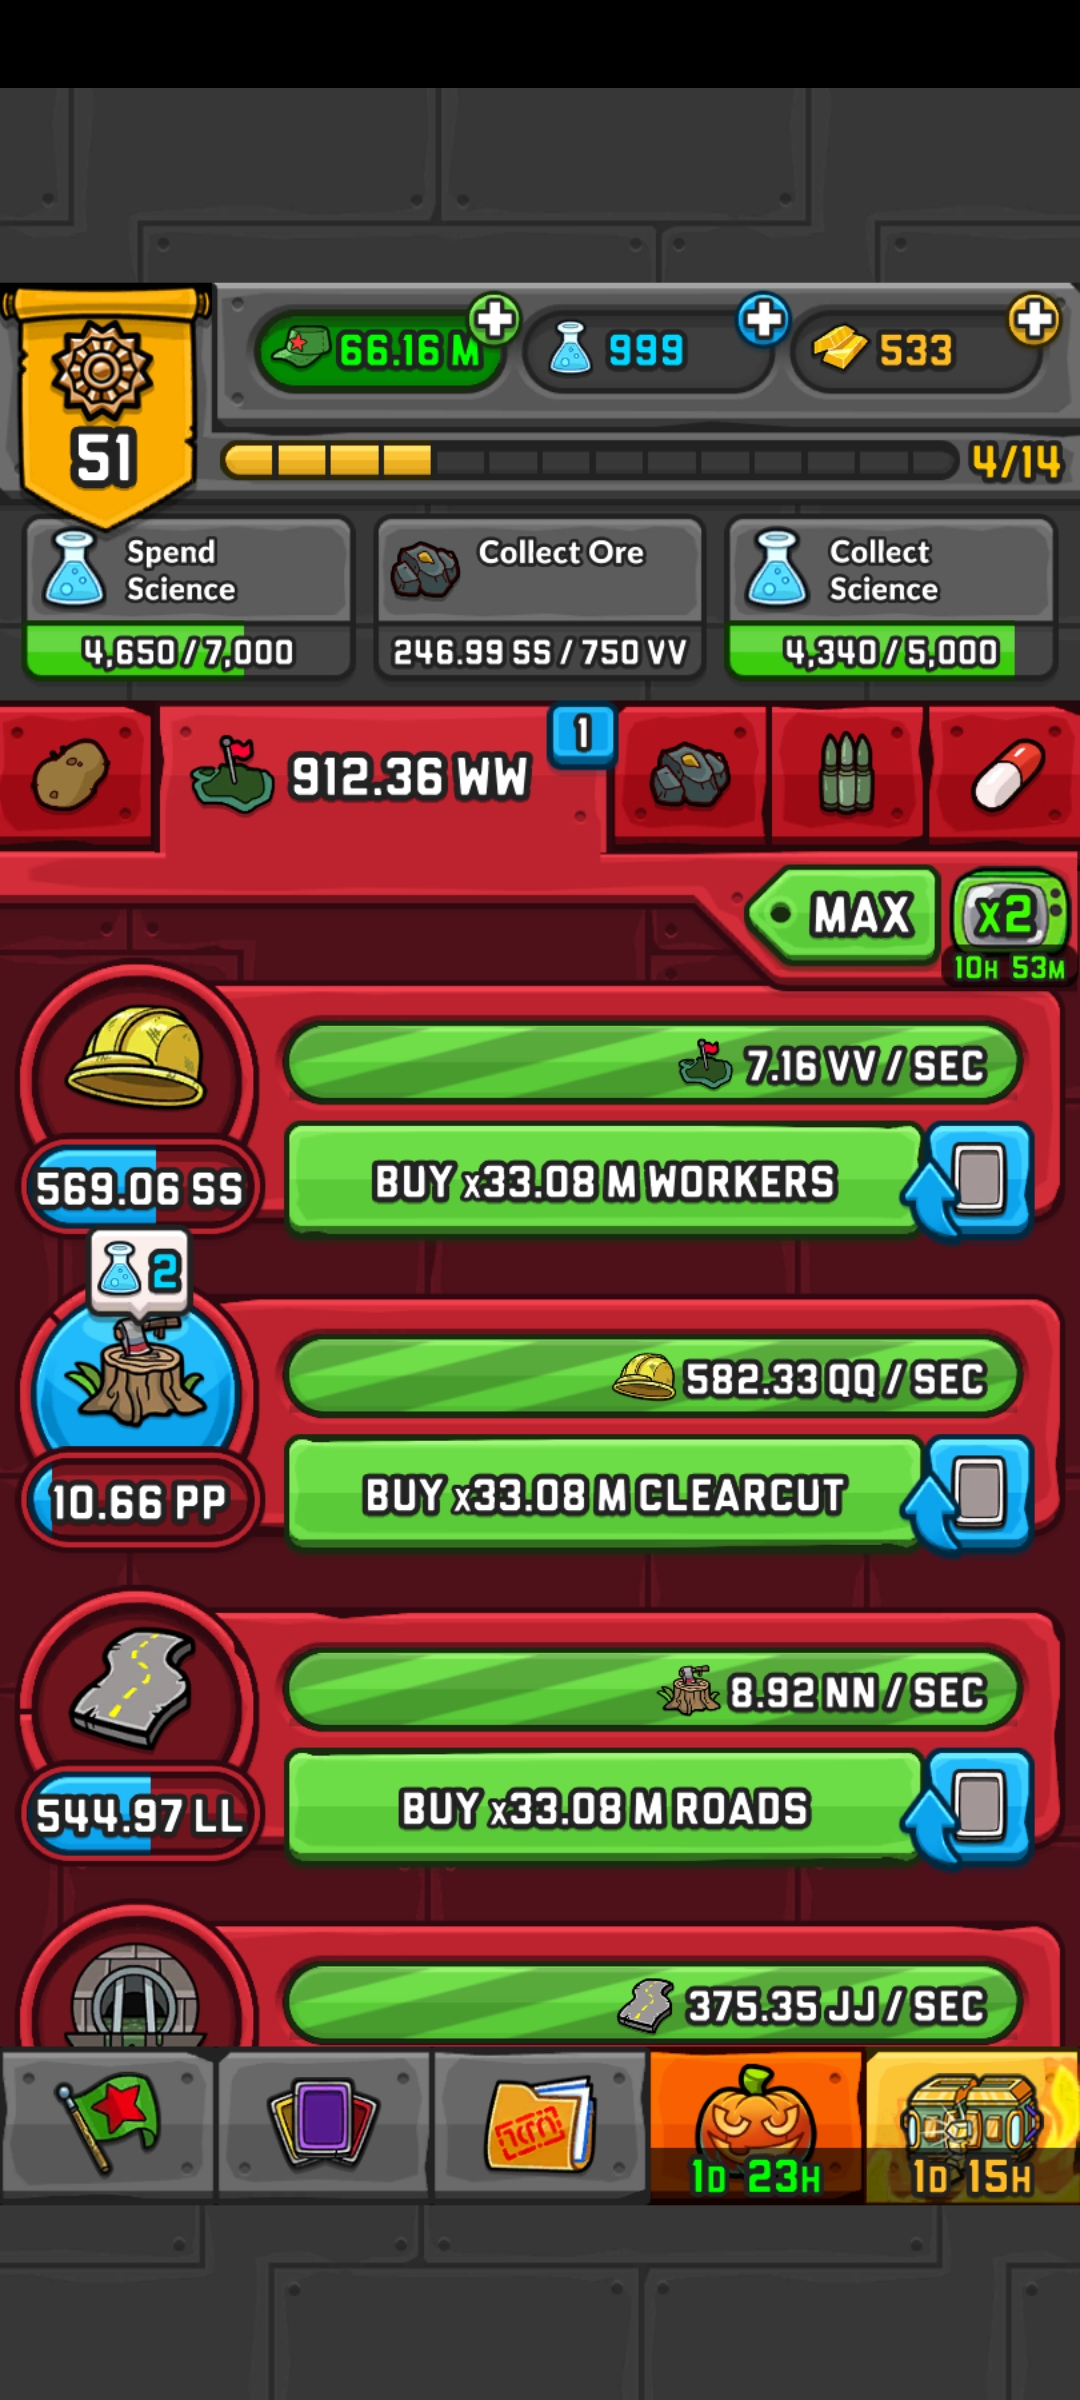 66.16 M
999
533
51
4/14
Spend
Science
Collect Ore
Collect
Science
4,650/7,000
246.99 SS/750 VV
4,340/5,000
912.36 WW
1
MAX
x2
10H 53M
7.16 VV/SEC
569.06 SS
BUY x33.08 M WORKERS
2
582.33 QQ/SEC
10.66 PP
BUY x33.08 M CLEARCUT
8.92 NN/SEC
544.97 LL
BUY x33.08 M ROADS
375.35 JJ/SEC
1D 23H
1D 15H